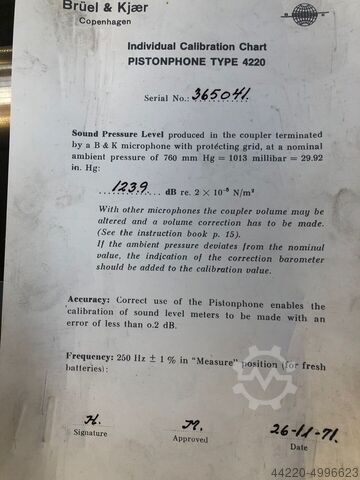 Brüel & Kjær
Copenhagen
Individual Calibration Chart
PISTONPHONE TYPE 4220
Serial No.: 365041
Sound Pressure Level produced in the coupler terminated
by a B & K microphone with protecting grid, at a nominal
ambient pressure of 760 mm Hg = 1013 millibar = 29.92
in. Hg:
123.9 dB re. 2 × 10⁻⁵ N/m²
With other microphones the coupler volume may be
altered and a volume correction has to be made.
(See the instruction book p. 15).
If the ambient pressure deviates from the nominal
value, the indication of the correction barometer
should be added to the calibration value.
Accuracy: Correct use of the Pistonphone enables the
calibration of sound level meters to be made with an
error of less than 0.2 dB.
Frequency: 250 Hz ± 1 % in "Measure" position (for fresh
batteries):
H. M. 26-11-71.
Signature Approved Date
44220-4996623